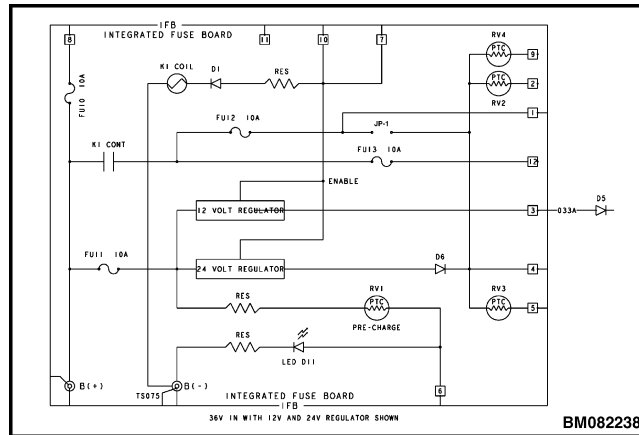 IFB
INTEGRATED FUSE BOARD
8
11
10
7
RV4
PTC
9
K1 COIL
D1
RES
PTC
2
RV2
FU10 10A
FU12 10A
JP-1
1
K1 CONT
FU13 10A
12
ENABLE
12 VOLT REGULATOR
3
033A
D5
FU11 10A
24 VOLT REGULATOR
D6
4
RES
RV1
PTC
PRE-CHARGE
RV3
PTC
5
RES
LED D11
B(+)
TS075
B(-)
6
INTEGRATED FUSE BOARD
IFB
36V IN WITH 12V AND 24V REGULATOR SHOWN
BM082238